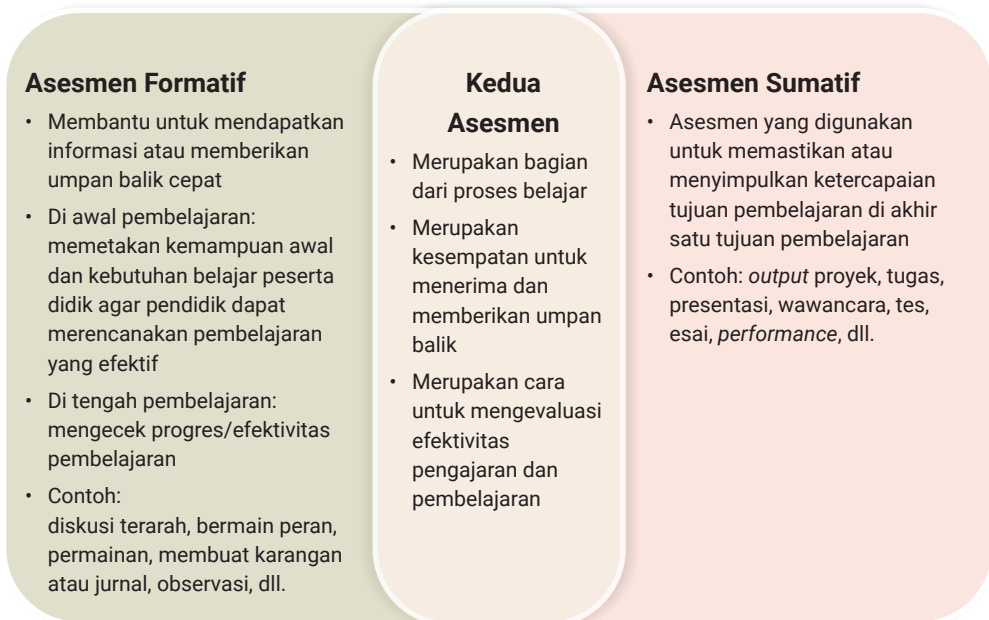 Asesmen Formatif
• Membantu untuk mendapatkan
informasi atau memberikan
umpan balik cepat
• Di awal pembelajaran:
memetakan kemampuan awal
dan kebutuhan belajar peserta
didik agar pendidik dapat
merencanakan pembelajaran
yang efektif
• Di tengah pembelajaran:
mengecek progres/efektivitas
pembelajaran
• Contoh:
diskusi terarah, bermain peran,
permainan, membuat karangan
atau jurnal, observasi, dll.
Kedua
Asesmen
• Merupakan bagian
dari proses belajar
• Merupakan
kesempatan untuk
menerima dan
memberikan umpan
balik
• Merupakan cara
untuk mengevaluasi
efektivitas
pengajaran dan
pembelajaran
Asesmen Sumatif
• Asesmen yang digunakan
untuk memastikan atau
menyimpulkan ketercapaian
tujuan pembelajaran di akhir
satu tujuan pembelajaran
• Contoh: output proyek, tugas,
presentasi, wawancara, tes,
esai, performance, dll.